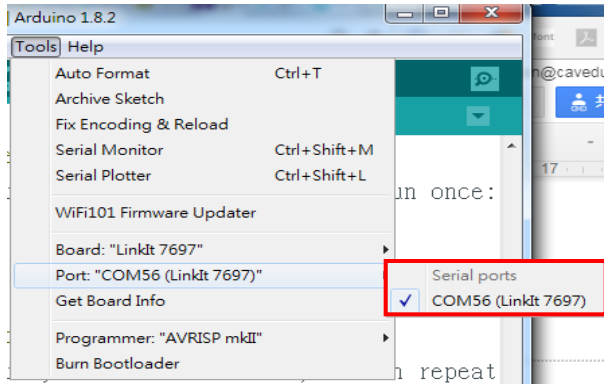 Arduino 1.8.2
Tools Help
Auto Format Ctrl+T
Archive Sketch
Fix Encoding & Reload
Serial Monitor Ctrl+Shift+M
Serial Plotter Ctrl+Shift+L
un once:
WiFi101 Firmware Updater
Board: "LinkIt 7697"
Port: "COM56 (LinkIt 7697)"
Serial ports
Get Board Info
✓ COM56 (LinkIt 7697)
Programmer: "AVRISP mkII"
Burn Bootloader
repeat
font
@cavedu
共
17